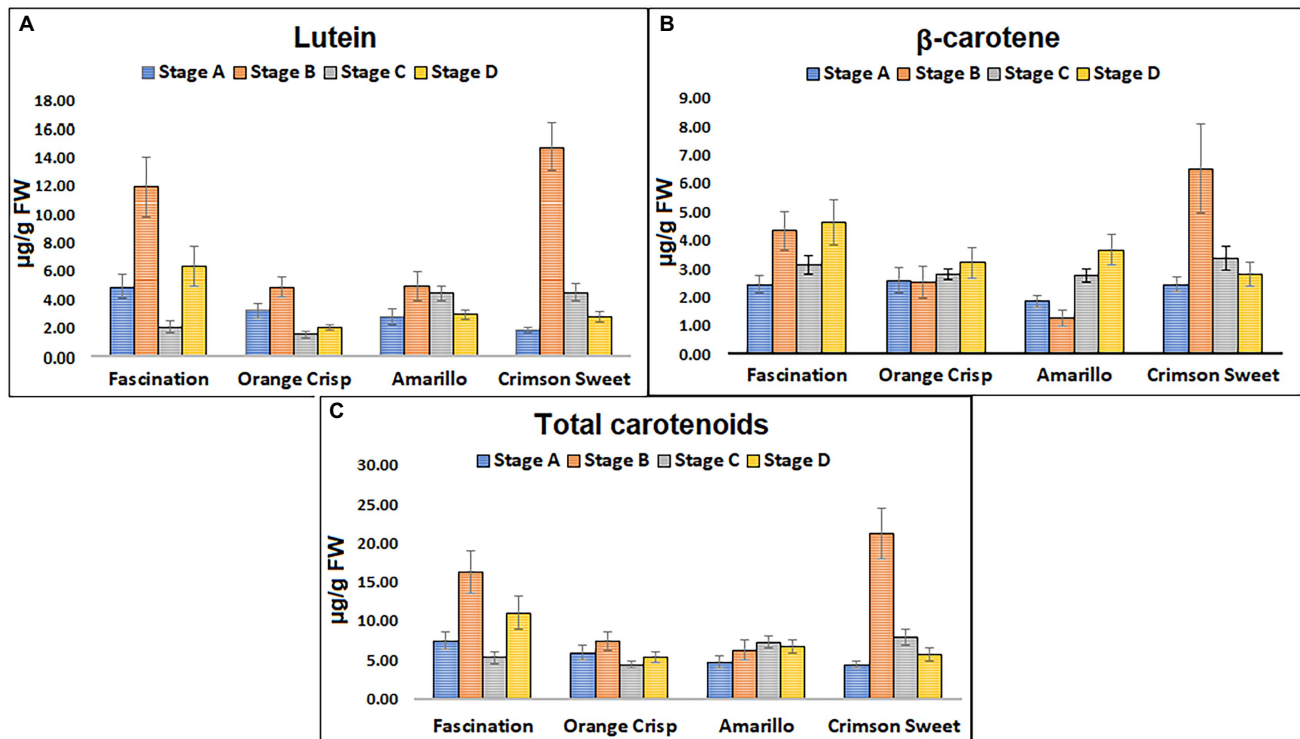 A
Lutein
Stage A Stage B Stage C Stage D
µg/g FW
18.00
16.00
14.00
12.00
10.00
8.00
6.00
4.00
2.00
0.00
Fascination Orange Crisp Amarillo Crimson Sweet
B
β-carotene
Stage A Stage B Stage C Stage D
µg/g FW
9.00
8.00
7.00
6.00
5.00
4.00
3.00
2.00
1.00
0.00
Fascination Orange Crisp Amarillo Crimson Sweet
C
Total carotenoids
Stage A Stage B Stage C Stage D
µg/g FW
30.00
25.00
20.00
15.00
10.00
5.00
0.00
Fascination Orange Crisp Amarillo Crimson Sweet